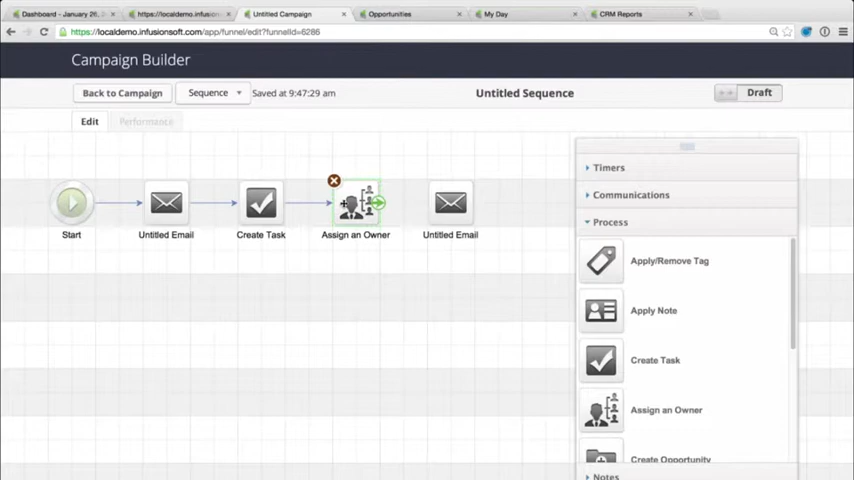 Dashboard - January 26,
https://localdemo.infusion
Untitled Campaign
Opportunities
My Day
CRM Reports
https://localdemo.infusionsoft.com/app/funnel/edit?funnelId=6286
Campaign Builder
Back to Campaign
Sequence
Saved at 9:47:29 am
Untitled Sequence
Draft
Edit
Performance
Timers
Communications
Process
Start
Untitled Email
Create Task
Assign an Owner
Untitled Email
Apply/Remove Tag
Apply Note
Create Task
Assign an Owner
Create Opportunity
Notes